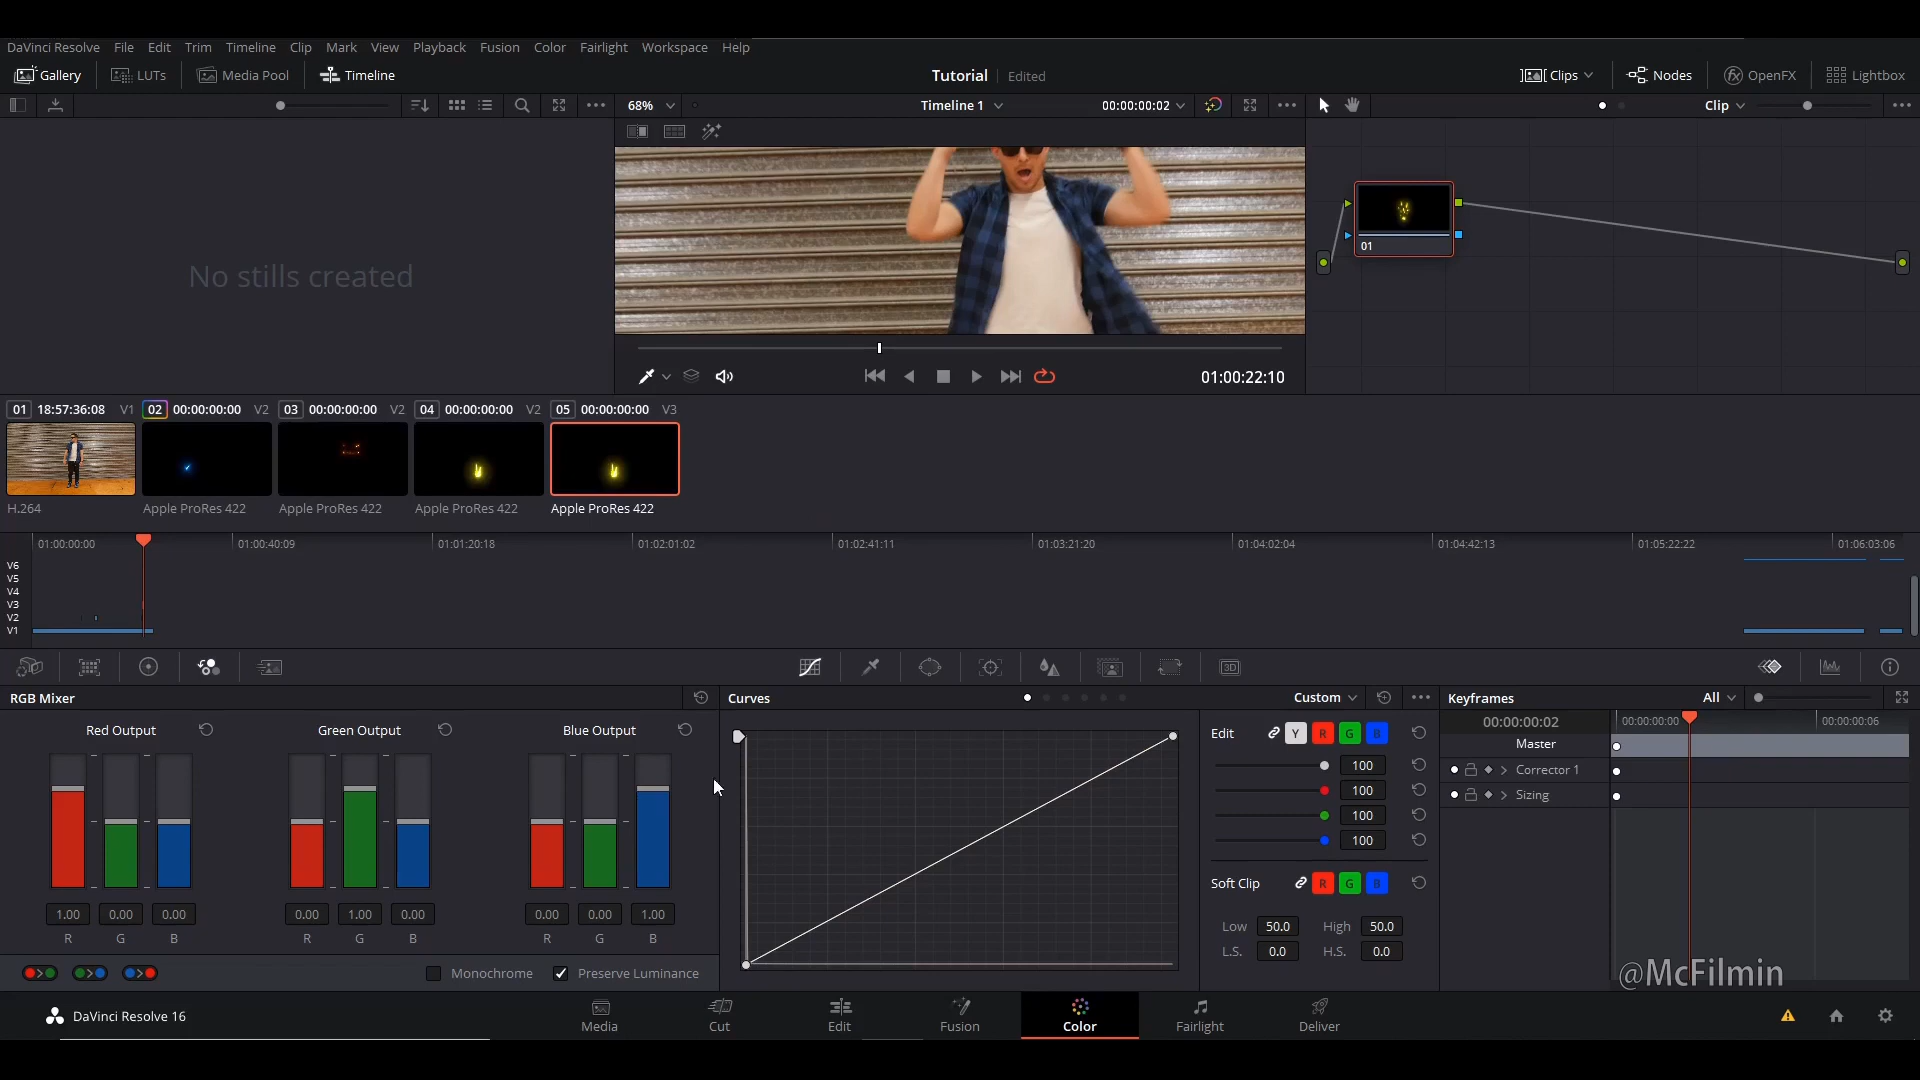 DaVinci Resolve File Edit Trim Timeline Clip Mark View Playback Fusion Color Fairlight Workspace Help
Gallery LUTs Media Pool Timeline Tutorial Edited Clips Nodes OpenFX Lightbox
68% Timeline 1 00:00:00:02 Clip
No stills created
01
01:00:22:10
01 18:57:36:08 V1 02 00:00:00:00 V2 03 00:00:00:00 V2 04 00:00:00:00 V2 05 00:00:00:00 V3
H.264 Apple ProRes 422 Apple ProRes 422 Apple ProRes 422 Apple ProRes 422
01:00:00:00 01:00:40:09 01:01:20:18 01:02:01:02 01:02:41:11 01:03:21:20 01:04:02:04 01:04:42:13 01:05:22:22 01:06:03:06
V6
V5
V4
V3
V2
V1
3D
RGB Mixer Curves Custom Keyframes All
Red Output Green Output Blue Output
1.00 0.00 0.00 0.00 1.00 0.00 0.00 0.00 1.00
R G B R G B R G B
Monochrome Preserve Luminance
Edit Y R G B
100
100
100
100
Soft Clip R G B
Low 50.0 High 50.0
L.S. 0.0 H.S. 0.0
00:00:00:02 00:00:00:00 00:00:00:06
Master
Corrector 1
Sizing
@McFilmin
DaVinci Resolve 16 Media Cut Edit Fusion Color Fairlight Deliver